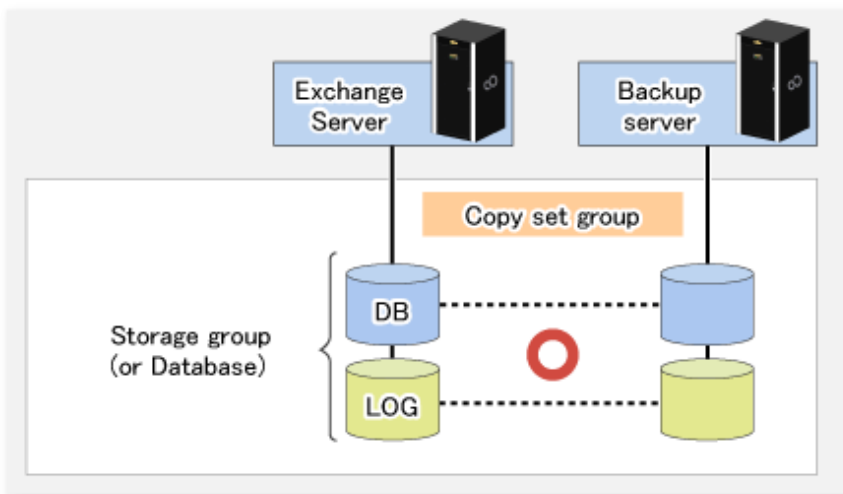 Exchange
Server
Backup
server
Copy set group
DB
Storage group
(or Database)
LOG